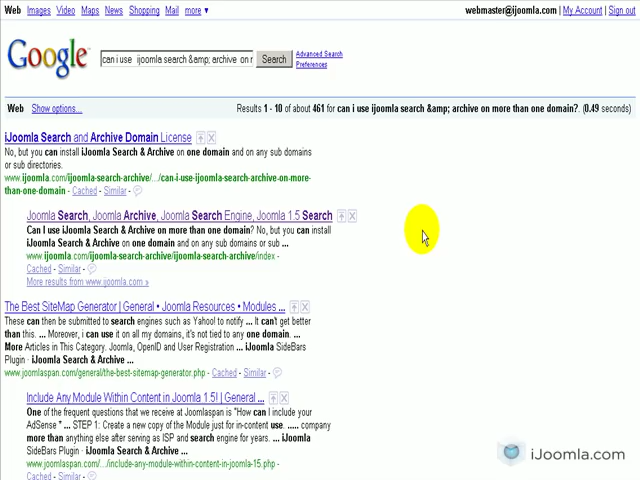 Web Images Video Maps News Shopping Mail more ▼ webmaster@ijoomla.com | My Account | Sign out
Google can i use ijoomla search &amp; archive on r Search Advanced Search
Preferences
Web Show options... Results 1 - 10 of about 461 for can i use ijoomla search &amp; archive on more than one domain?. (0.49 seconds)
iJoomla Search and Archive Domain License
No, but you can install iJoomla Search & Archive on one domain and on any sub domains
or sub directories.
www.ijoomla.com/ijoomla-search-archive/.../can-i-use-ijoomla-search-archive-on-more-
than-one-domain - Cached - Similar -
Joomla Search, Joomla Archive, Joomla Search Engine, Joomla 1.5 Search
Can I use iJoomla Search & Archive on more than one domain? No, but you can install
iJoomla Search & Archive on one domain and on any sub domains or sub ...
www.ijoomla.com/ijoomla-search-archive/ijoomla-search-archive/index -
Cached - Similar -
More results from www.ijoomla.com »
The Best SiteMap Generator | General • Joomla Resources • Modules ...
These can then be submitted to search engines such as Yahoo! to notify ... It can't get better
than this. ... Moreover, i can use it on all my domains, it's not tied to any one domain. ...
More Articles in This Category. Joomla, OpenID and User Registration ... iJoomla SideBars
Plugin · iJoomla Search & Archive ...
www.joomlaspan.com/general/the-best-sitemap-generator.php - Cached - Similar -
Include Any Module Within Content in Joomla 1.5! | General ...
One of the frequent questions that we receive at Joomlaspan is "How can I include your
AdSense " ... STEP 1: Create a new copy of the Module just for in-content use. ..... company
more than anything else after serving as ISP and search engine for years. ... iJoomla
SideBars Plugin · iJoomla Search & Archive ...
www.joomlaspan.com/.../include-any-module-within-content-in-joomla-15.php -
Cached - Similar -
iJoomla.com